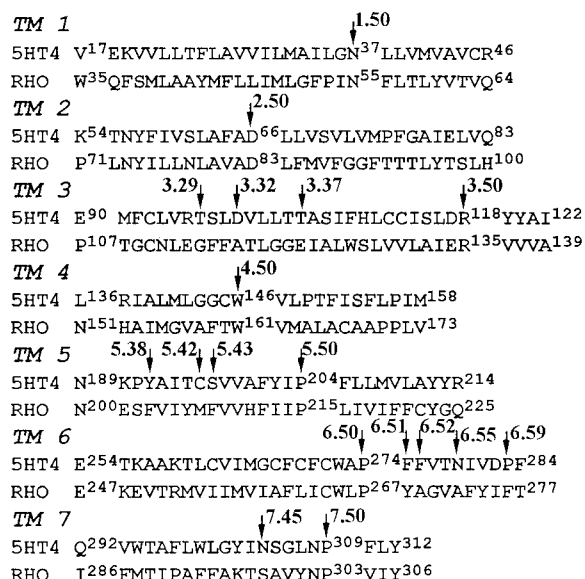 TM 1
1.50
5HT4 V17EKVVLLTFLAVVILMAILGN37LLVMVAVCR46
RHO W35QFSMLAAYMFLLIMLGFPIN55FLTLYVTVQ64
TM 2
2.50
5HT4 K54TNYFIVSLAFAD66LLVSVLVMPFGAIELVQ83
RHO P71LNYILLNLAVAD83LFMVFGGFTTTLYTSLH100
TM 3
3.29 3.32 3.37 3.50
5HT4 E90 MFCLVRTSLDVLLTTASIFHLCCISLDR118YYAI122
RHO P107TGCNLEGFFATLGGEIALWSLVVLAIER135VVVA139
TM 4
4.50
5HT4 L136RIALMLGGCW146VLPTFISFLPIM158
RHO N151HAIMGVAFTW161VMALACAAPPLV173
TM 5
5.38 5.42 5.43 5.50
5HT4 N189KPYAITCSVVAFYIP204FLLMVLAYYR214
RHO N200ESFVIYMFVVHFIIP215LIVIFFCYGQ225
TM 6
6.50 6.51 6.52 6.55 6.59
5HT4 E254TKAAKTLCVIMGCFCFCWAP274FFVTNIVDPF284
RHO E247KEVTRMVIIMVIAFLICWLP267YAGVAFYIFT277
TM 7
7.45 7.50
5HT4 Q292VWTAFLWLGYINSGLNP309FLY312
RHO I286FMTIPAFFAKTSAVYNP303VIY306